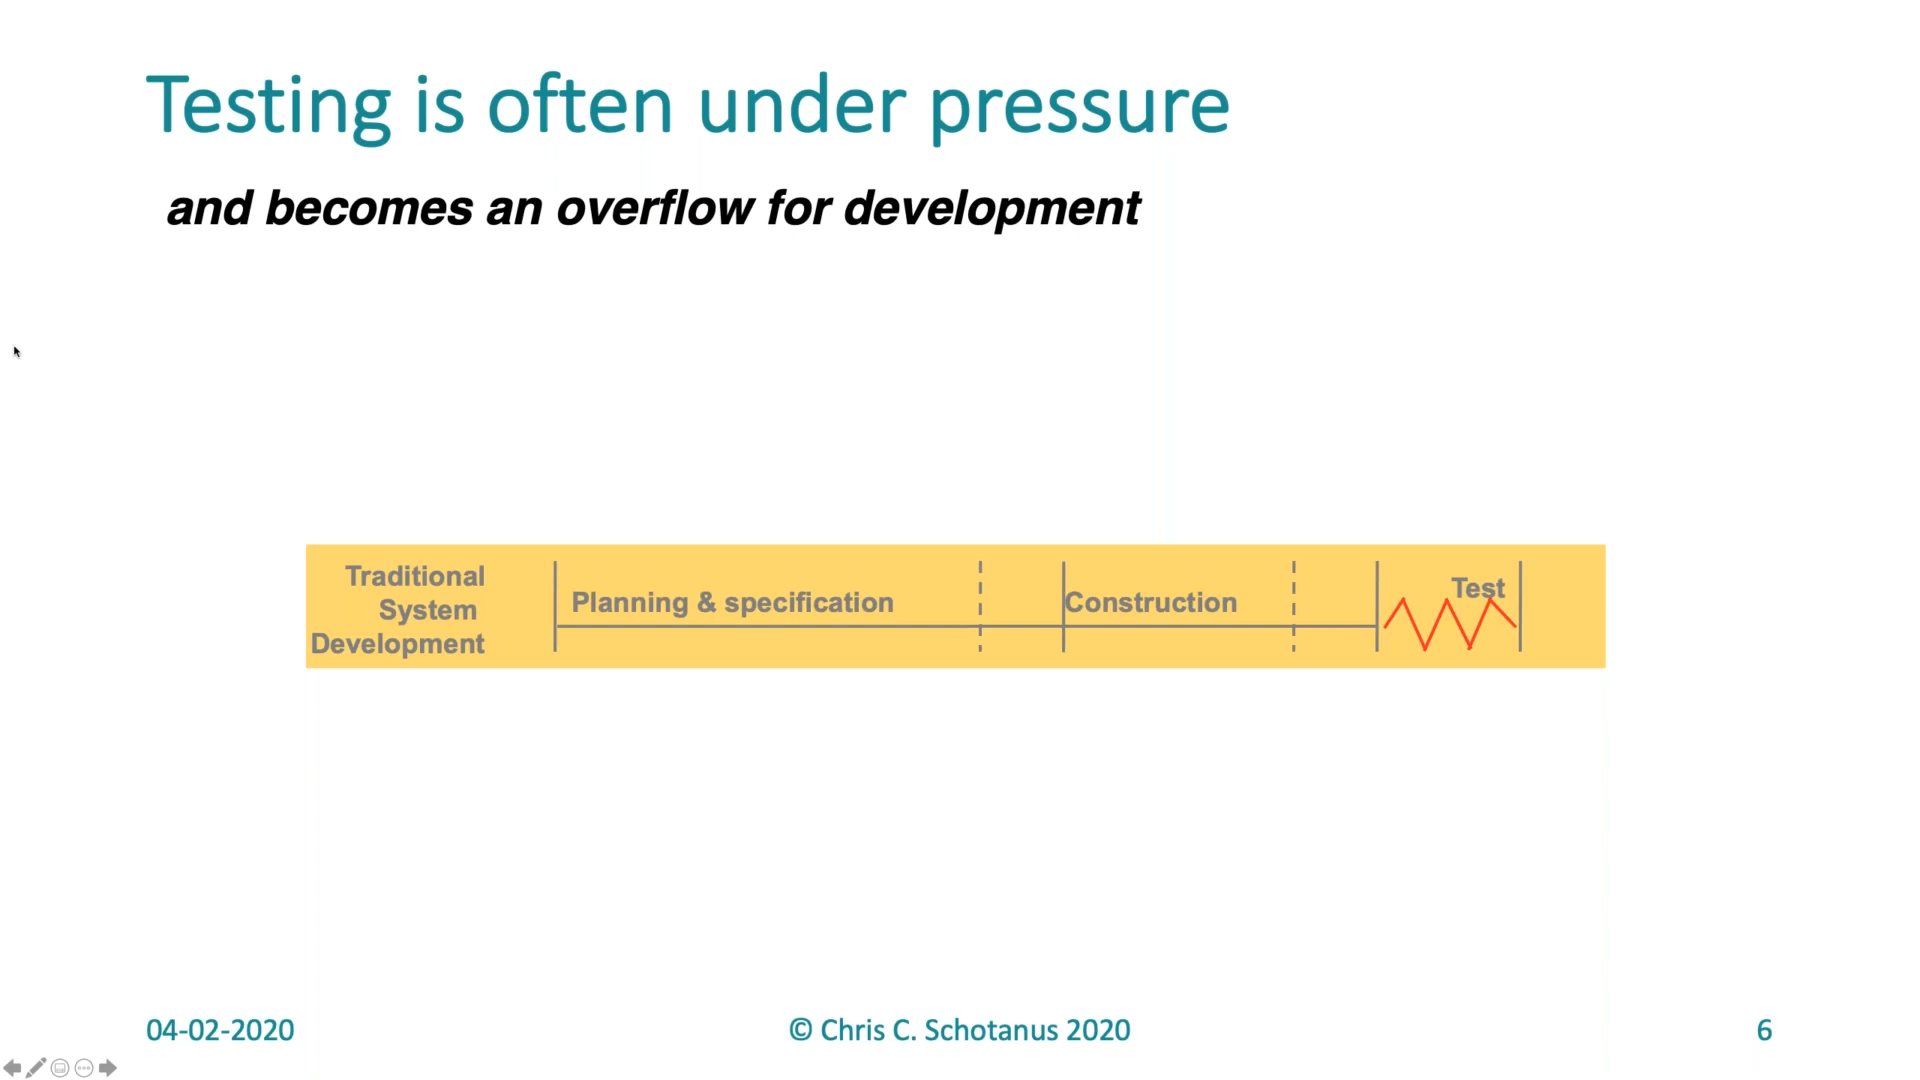 Testing is often under pressure
and becomes an overflow for development
Traditional
System
Development
Planning & specification
Construction
Test
04-02-2020
© Chris C. Schotanus 2020
6